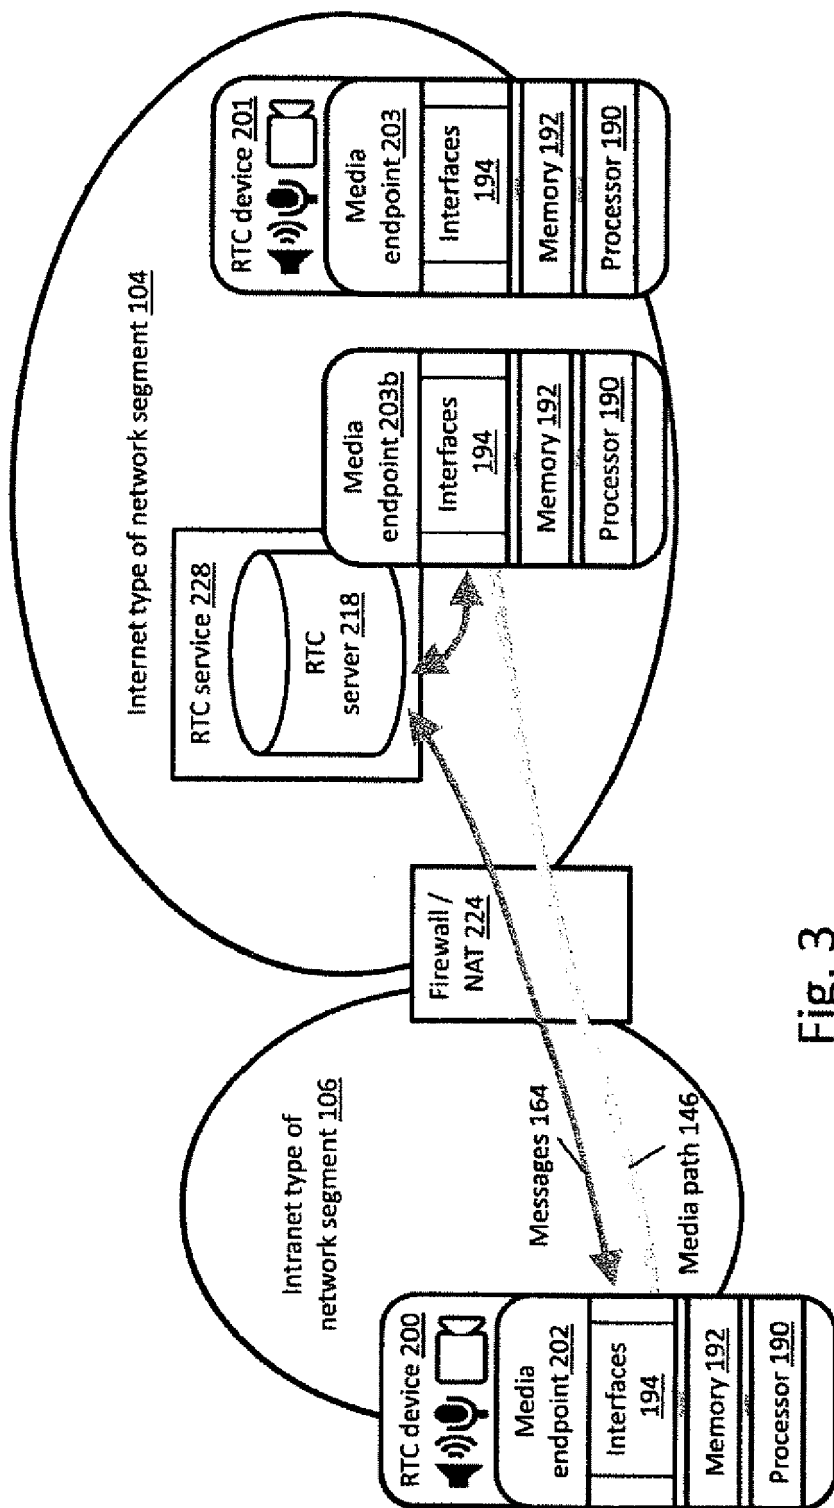 Internet type of network segment 104
RTC service 228
RTC
server 218
Media
endpoint 203b
Interfaces
194
Memory 192
Processor 190
RTC device 201
Media
endpoint 203
Interfaces
194
Memory 192
Processor 190
Firewall /
NAT 224
Intranet type of
network segment 106
Messages 164
Media path 146
RTC device 200
Media
endpoint 202
Interfaces
194
Memory 192
Processor 190
Fig. 3